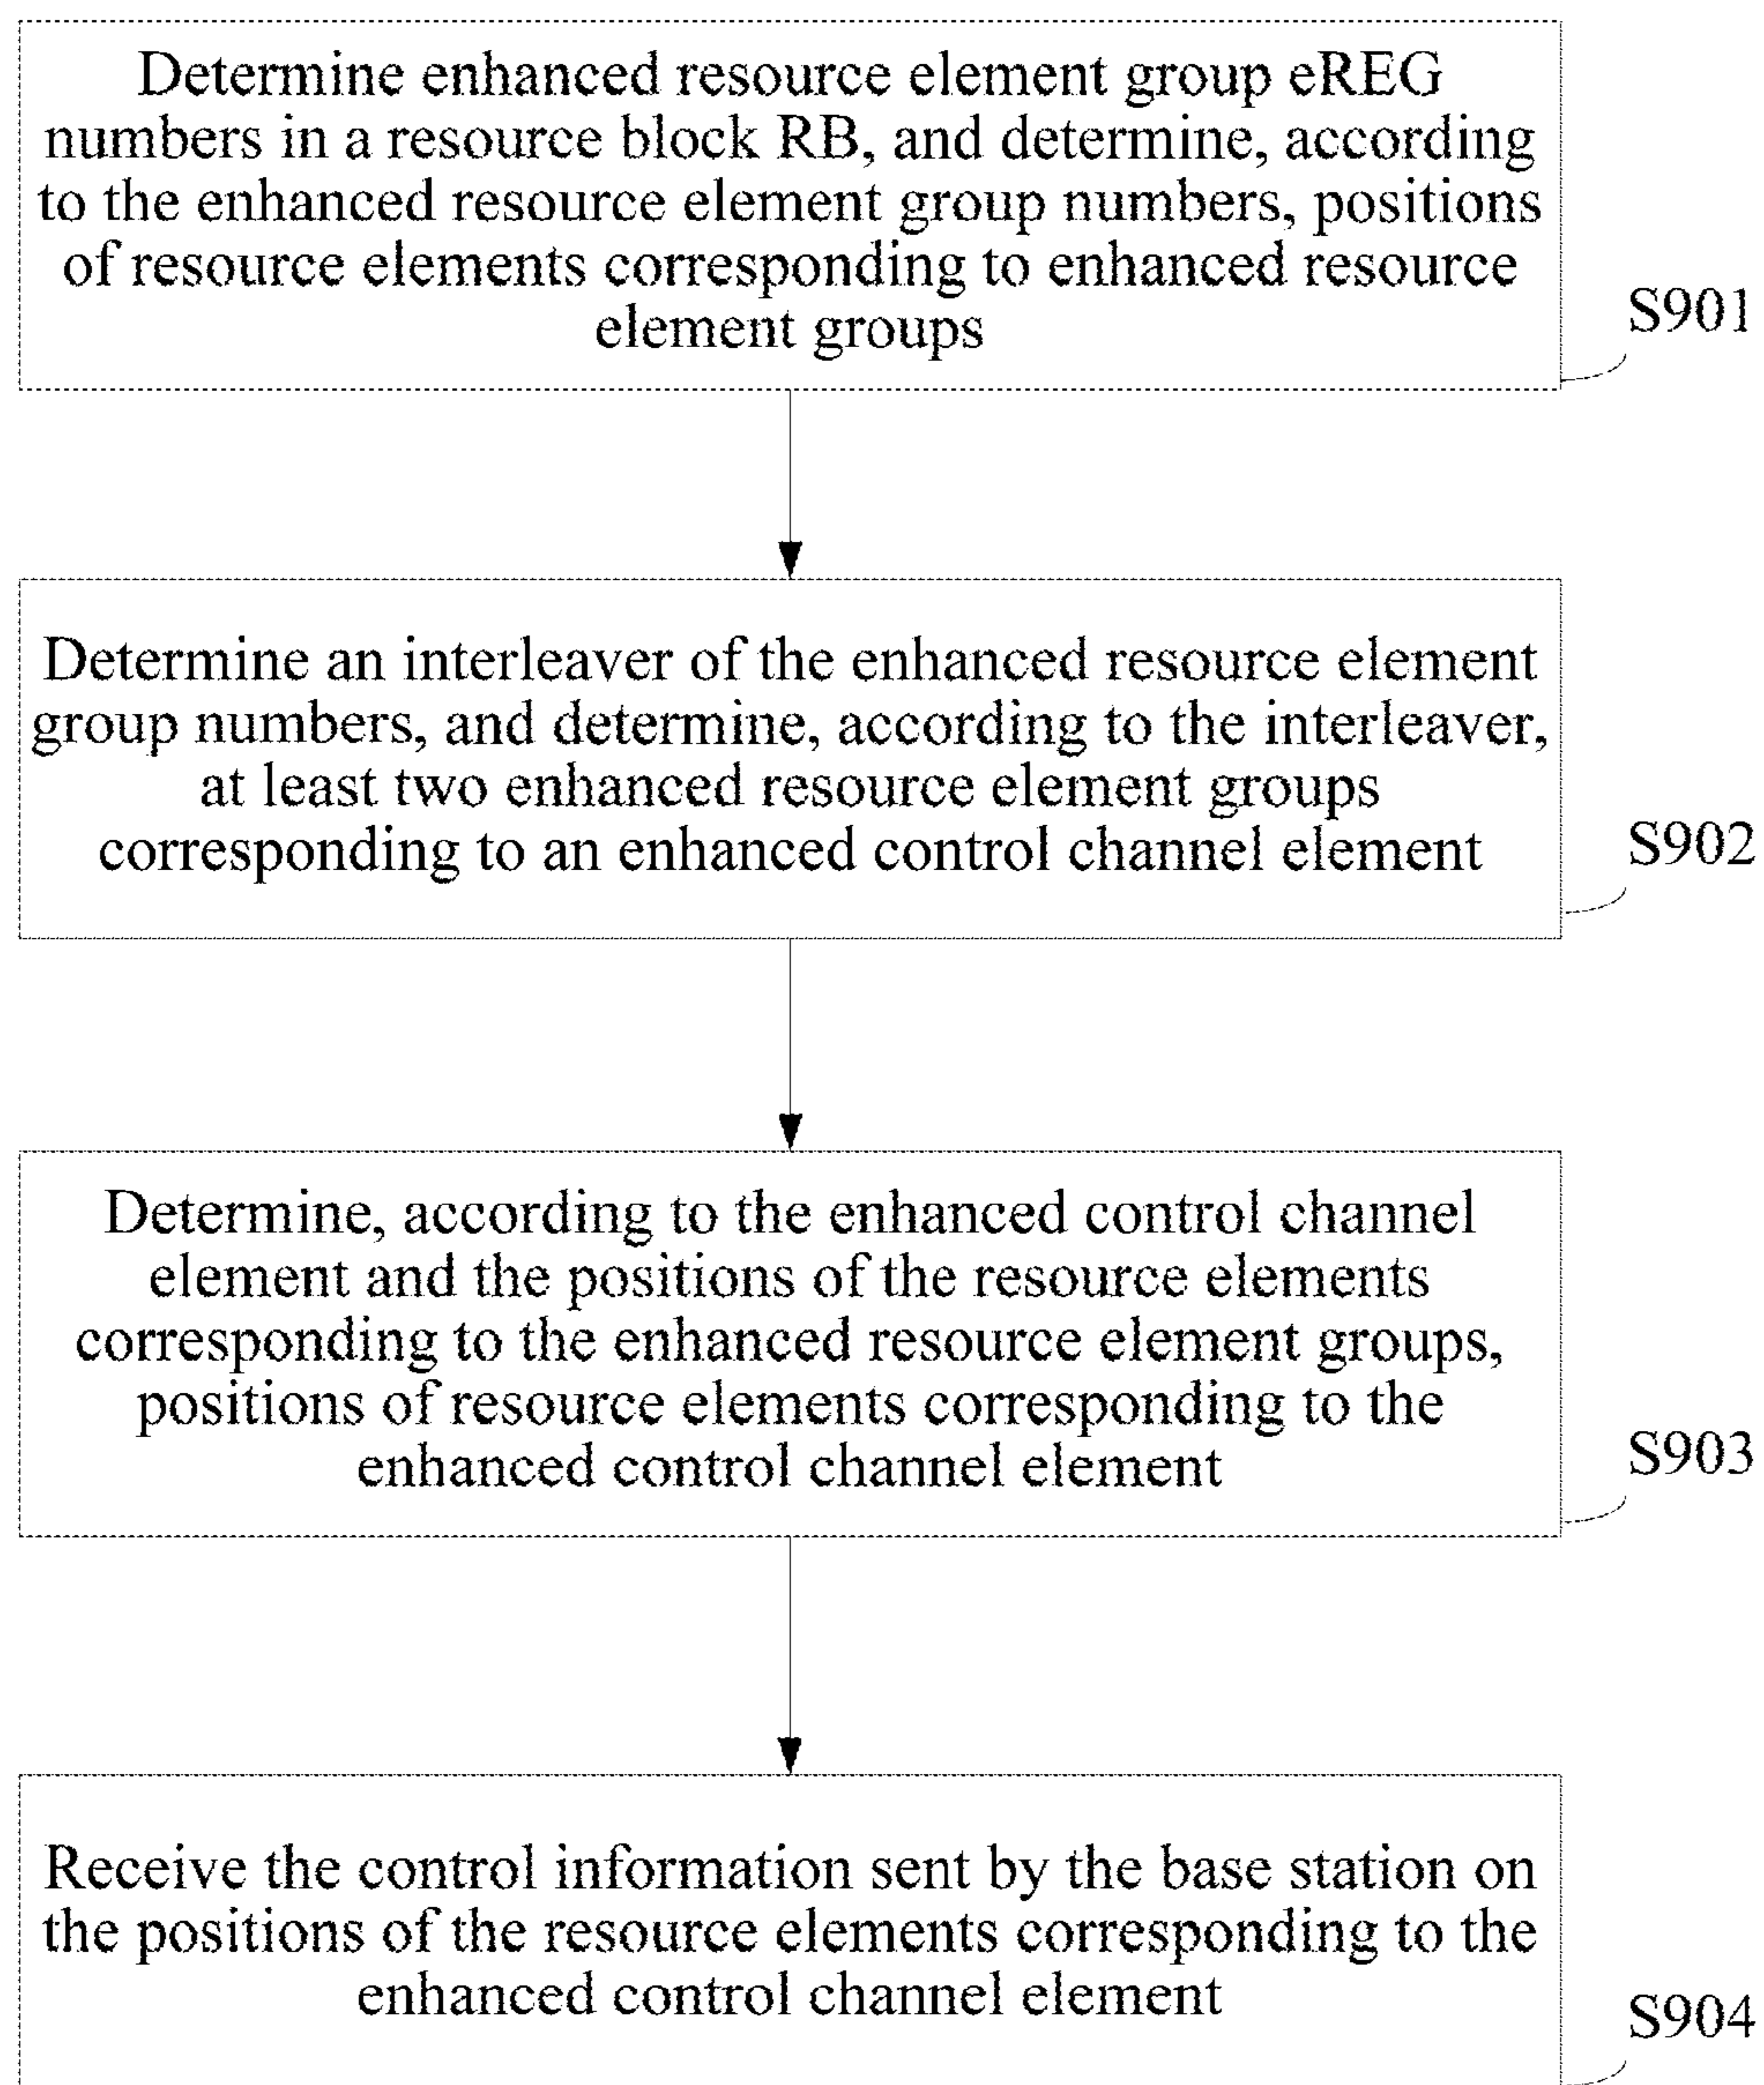 Determine enhanced resource element group eREG
numbers in a resource block RB, and determine, according
to the enhanced resource element group numbers, positions
of resource elements corresponding to enhanced resource
element groups
S901
Determine an interleaver of the enhanced resource element
group numbers, and determine, according to the interleaver,
at least two enhanced resource element groups
corresponding to an enhanced control channel element
S902
Determine, according to the enhanced control channel
element and the positions of the resource elements
corresponding to the enhanced resource element groups,
positions of resource elements corresponding to the
enhanced control channel element
S903
Receive the control information sent by the base station on
the positions of the resource elements corresponding to the
enhanced control channel element
S904